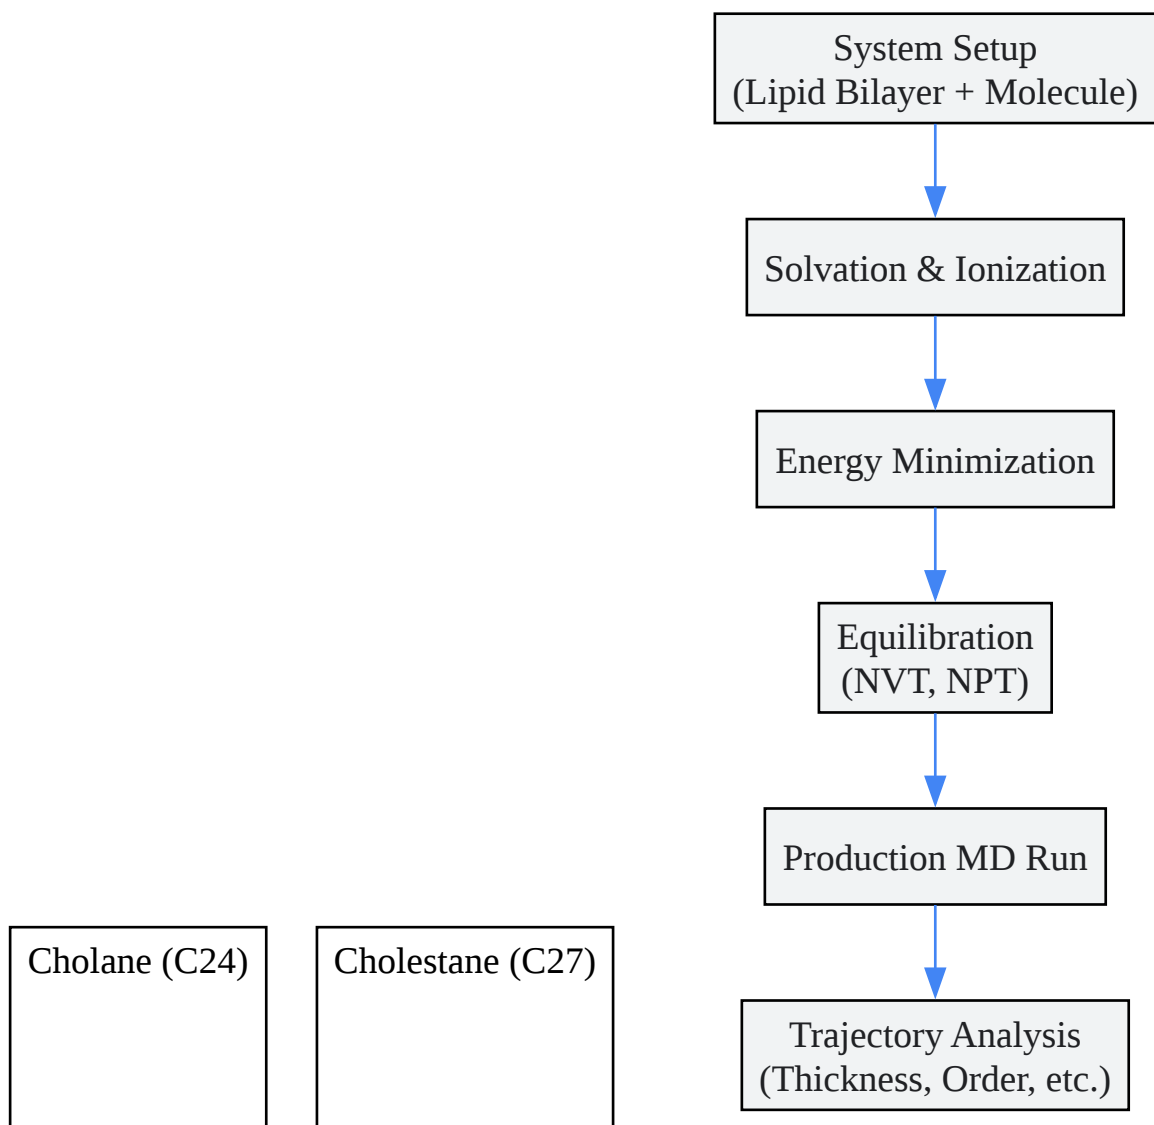 System Setup
(Lipid Bilayer + Molecule)
Solvation & Ionization
Energy Minimization
Equilibration
(NVT, NPT)
Production MD Run
Cholane (C24)
Cholestane (C27)
Trajectory Analysis
(Thickness, Order, etc.)